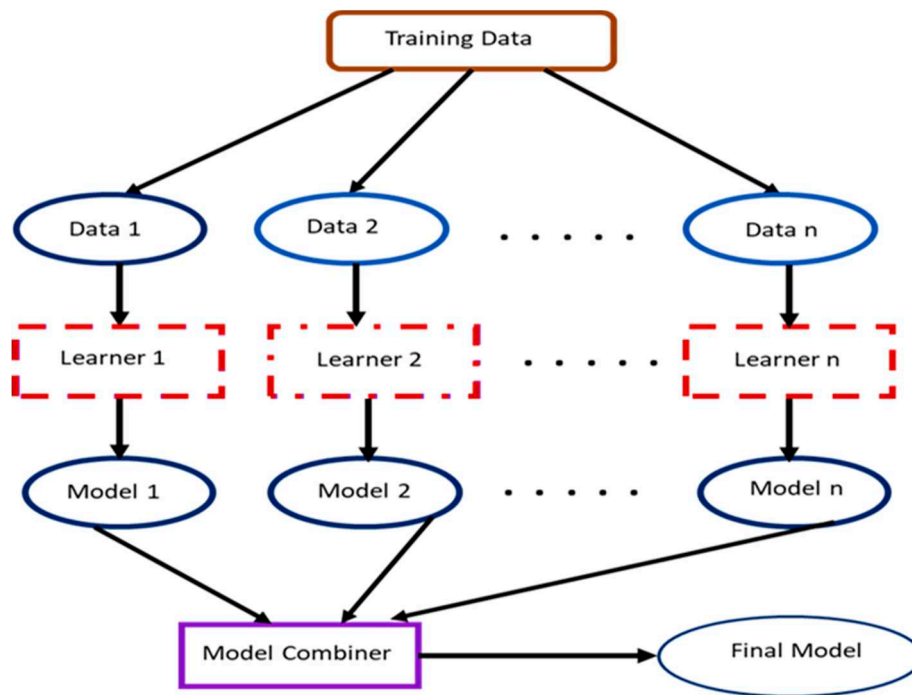 Training Data
Data 1
Data 2
. . . . .
Data n
Learner 1
Learner 2
. . . . .
Learner n
Model 1
Model 2
. . . . .
Model n
Model Combiner
Final Model